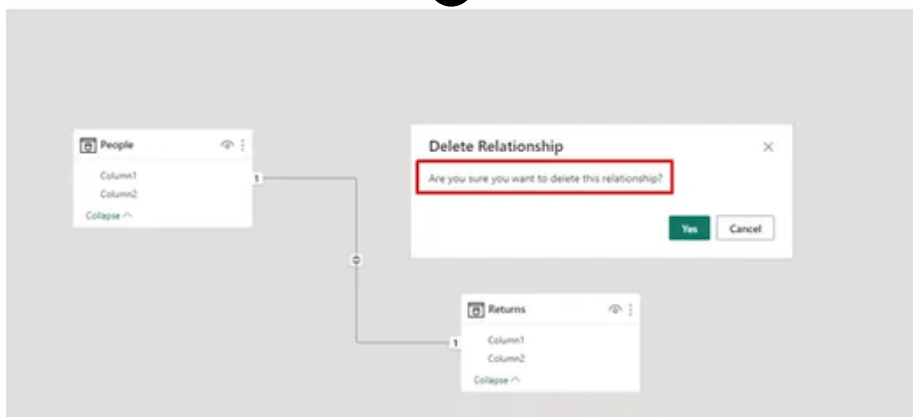 People
Column1
Column2
Collapse
1
Delete Relationship
Are you sure you want to delete this relationship?
Yes
Cancel
Returns
1
Column1
Column2
Collapse